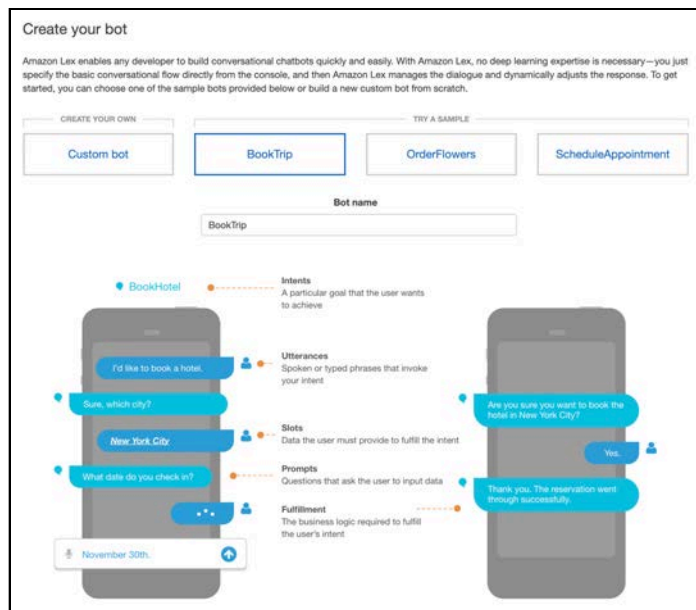 Create your bot
Amazon Lex enables any developer to build conversational chatbots quickly and easily. With Amazon Lex, no deep learning expertise is necessary—you just
specify the basic conversational flow directly from the console, and then Amazon Lex manages the dialogue and dynamically adjusts the response. To get
started, you can choose one of the sample bots provided below or build a new custom bot from scratch.
CREATE YOUR OWN
TRY A SAMPLE
Custom bot
BookTrip
OrderFlowers
ScheduleAppointment
Bot name
BookTrip
BookHotel
Intents
A particular goal that the user wants
to achieve
I'd like to book a hotel.
Utterances
Spoken or typed phrases that invoke
your intent
Sure, which city?
New York City
Slots
Data the user must provide to fulfill the intent
What date do you check in?
Prompts
Questions that ask the user to input data
Fulfillment
The business logic required to fulfill
the user's intent
November 30th.
Are you sure you want to book the
hotel in New York City?
Yes.
Thank you. The reservation went
through successfully.